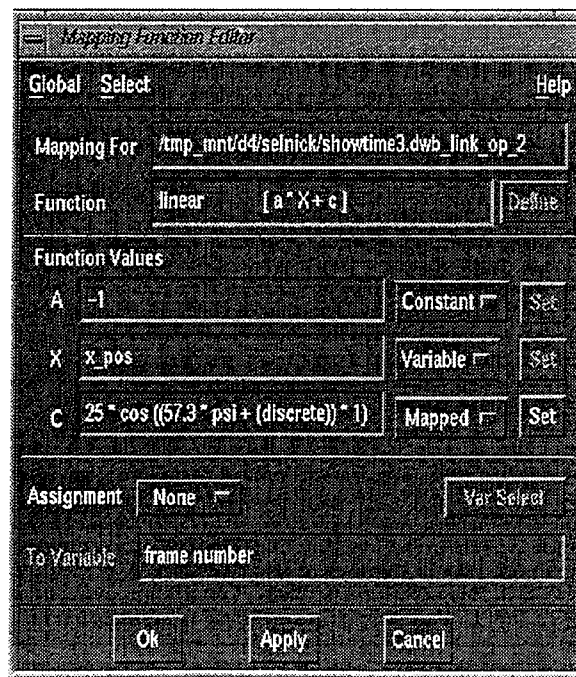 Mapping Function Editor
Global Select Help
Mapping For /tmp_mnt/d4/selnick/showtime3.dwb_link_op_2
Function linear [ a * X + c ] Define
Function Values
A -1 Constant Set
X x_pos Variable Set
C 25 * cos ((57.3 * psi + (discrete)) * 1) Mapped Set
Assignment None Var Select
To Variable frame number
Ok Apply Cancel